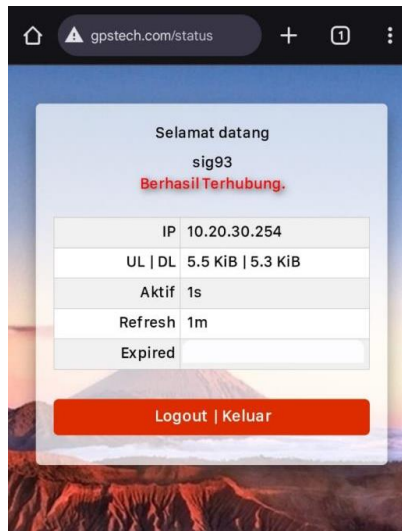 gpstech.com/status
1
Selamat datang
sig93
Berhasil Terhubung.
IP 10.20.30.254
UL | DL 5.5 KiB | 5.3 KiB
Aktif 1s
Refresh 1m
Expired
Logout | Keluar